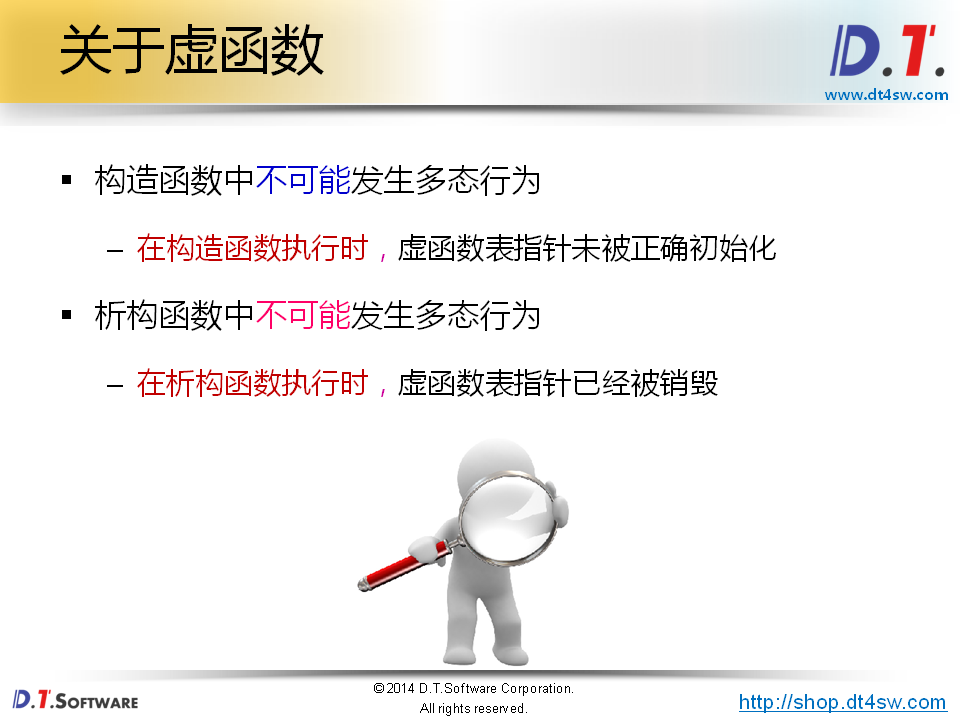 关于虚函数
D.T.
www.dt4sw.com
▪ 构造函数中不可能发生多态行为
– 在构造函数执行时，虚函数表指针未被正确初始化
▪ 析构函数中不可能发生多态行为
– 在析构函数执行时，虚函数表指针已经被销毁
D.T.SOFTWARE
©2014 D.T.Software Corporation.
All rights reserved.
http://shop.dt4sw.com